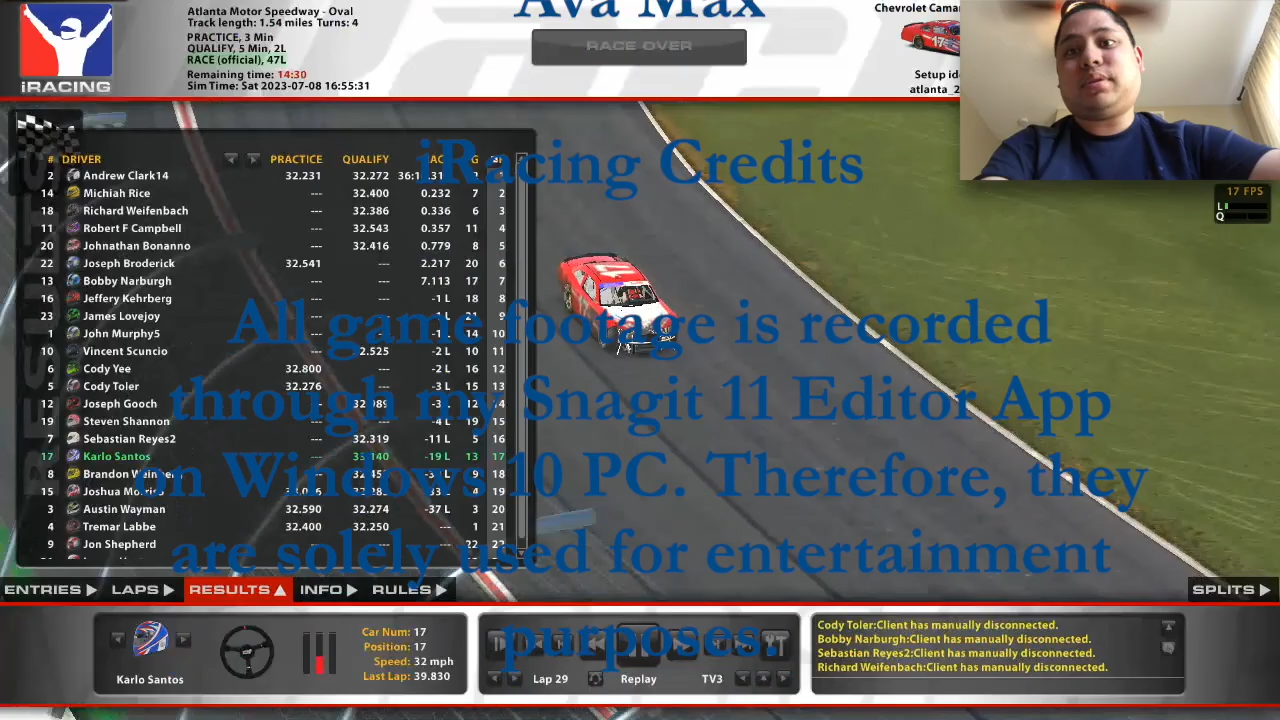 Ava Max
Atlanta Motor Speedway - Oval
Track length: 1.54 miles Turns: 4
PRACTICE, 3 Min
QUALIFY, 5 Min, 2L
RACE (official), 47L
Remaining time: 14:30
Sim Time: Sat 2023-07-08 16:55:31
iRACING
RACE OVER
Chevrolet Camar
17
Setup id
atlanta_2
17 FPS
L
Q
iRacing Credits
All game footage is recorded
through my Snagit 11 Editor App
on Windows 10 PC. Therefore, they
are solely used for entertainment
purposes.
# DRIVER PRACTICE QUALIFY
2 Andrew Clark14 32.231 32.272
14 Michiah Rice --- 32.400 0.232 7 2
18 Richard Weifenbach --- 32.386 0.336 6 3
11 Robert F Campbell --- 32.543 0.357 11 4
20 Johnathan Bonanno --- 32.416 0.779 8 5
22 Joseph Broderick 32.541 --- 2.217 20 6
13 Bobby Narburgh --- --- 7.113 17 7
16 Jeffery Kehrberg --- --- -1 L 18 8
23 James Lovejoy --- --- 9
1 John Murphy5 --- --- 14 10
10 Vincent Scuncio --- 2.525 -2 L 10 11
6 Cody Yee 32.800 --- -2 L 16 12
5 Cody Toler 32.276 --- -3 L 15 13
12 Joseph Gooch
19 Steven Shannon --- --- -4 L 19 15
7 Sebastian Reyes2 --- 32.319 -11 L 5 16
17 Karlo Santos --- -19 L 13 17
8 Brandon 9 18
15 Joshua 4 19
3 Austin Wayman 32.590 32.274 -37 L 3 20
4 Tremar Labbe 32.400 32.250 --- 1 21
9 Jon Shepherd --- --- --- 22
ENTRIES LAPS RESULTS INFO RULES SPLITS
Karlo Santos
Car Num: 17
Position: 17
Speed: 32 mph
Last Lap: 39.830
Lap 29 Replay TV3
Cody Toler:Client has manually disconnected.
Bobby Narburgh:Client has manually disconnected.
Sebastian Reyes2:Client has manually disconnected.
Richard Weifenbach:Client has manually disconnected.